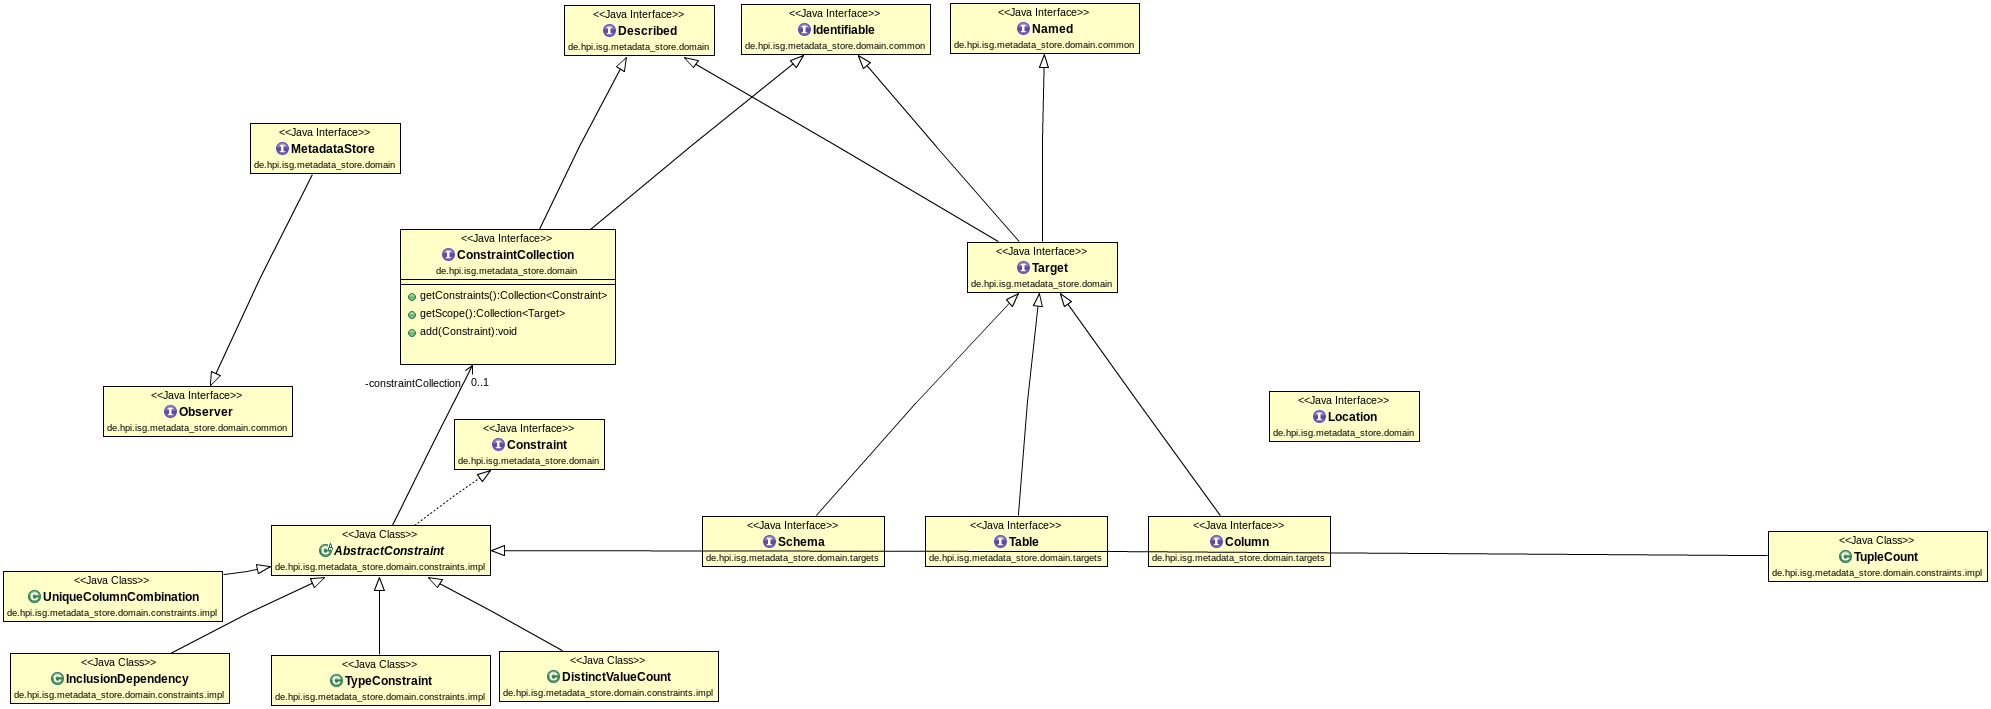 <<Java Interface>>
Described
de.hpi.isg.metadata_store.domain
<<Java Interface>>
Identifiable
de.hpi.isg.metadata_store.domain.common
<<Java Interface>>
Named
de.hpi.isg.metadata_store.domain.common
<<Java Interface>>
MetadataStore
de.hpi.isg.metadata_store.domain
<<Java Interface>>
ConstraintCollection
de.hpi.isg.metadata_store.domain
getConstraints():Collection<Constraint>
getScope():Collection<Target>
add(Constraint):void
<<Java Interface>>
Target
de.hpi.isg.metadata_store.domain
-constraintCollection 0..1
<<Java Interface>>
Observer
de.hpi.isg.metadata_store.domain.common
<<Java Interface>>
Location
de.hpi.isg.metadata_store.domain
<<Java Interface>>
Constraint
de.hpi.isg.metadata_store.domain
<<Java Class>>
AbstractConstraint
de.hpi.isg.metadata_store.domain.constraints.impl
<<Java Interface>>
Schema
de.hpi.isg.metadata_store.domain.targets
<<Java Interface>>
Table
de.hpi.isg.metadata_store.domain.targets
<<Java Interface>>
Column
de.hpi.isg.metadata_store.domain.targets
<<Java Class>>
TupleCount
de.hpi.isg.metadata_store.domain.constraints.impl
<<Java Class>>
UniqueColumnCombination
de.hpi.isg.metadata_store.domain.constraints.impl
<<Java Class>>
InclusionDependency
de.hpi.isg.metadata_store.domain.constraints.impl
<<Java Class>>
TypeConstraint
de.hpi.isg.metadata_store.domain.constraints.impl
<<Java Class>>
DistinctValueCount
de.hpi.isg.metadata_store.domain.constraints.impl